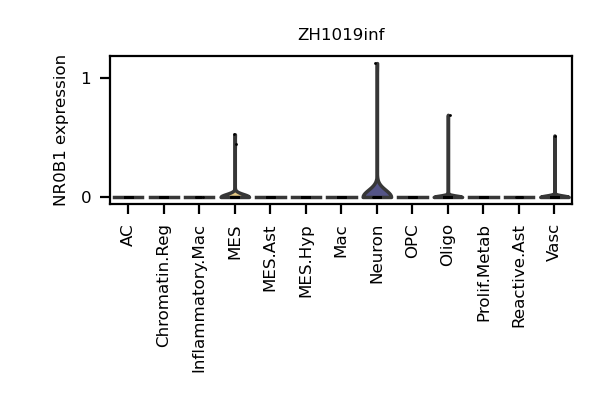 ZH1019inf
NR0B1 expression
1
0
AC
Chromatin.Reg
Inflammatory.Mac
MES
MES.Ast
MES.Hyp
Mac
Neuron
OPC
Oligo
Prolif.Metab
Reactive.Ast
Vasc